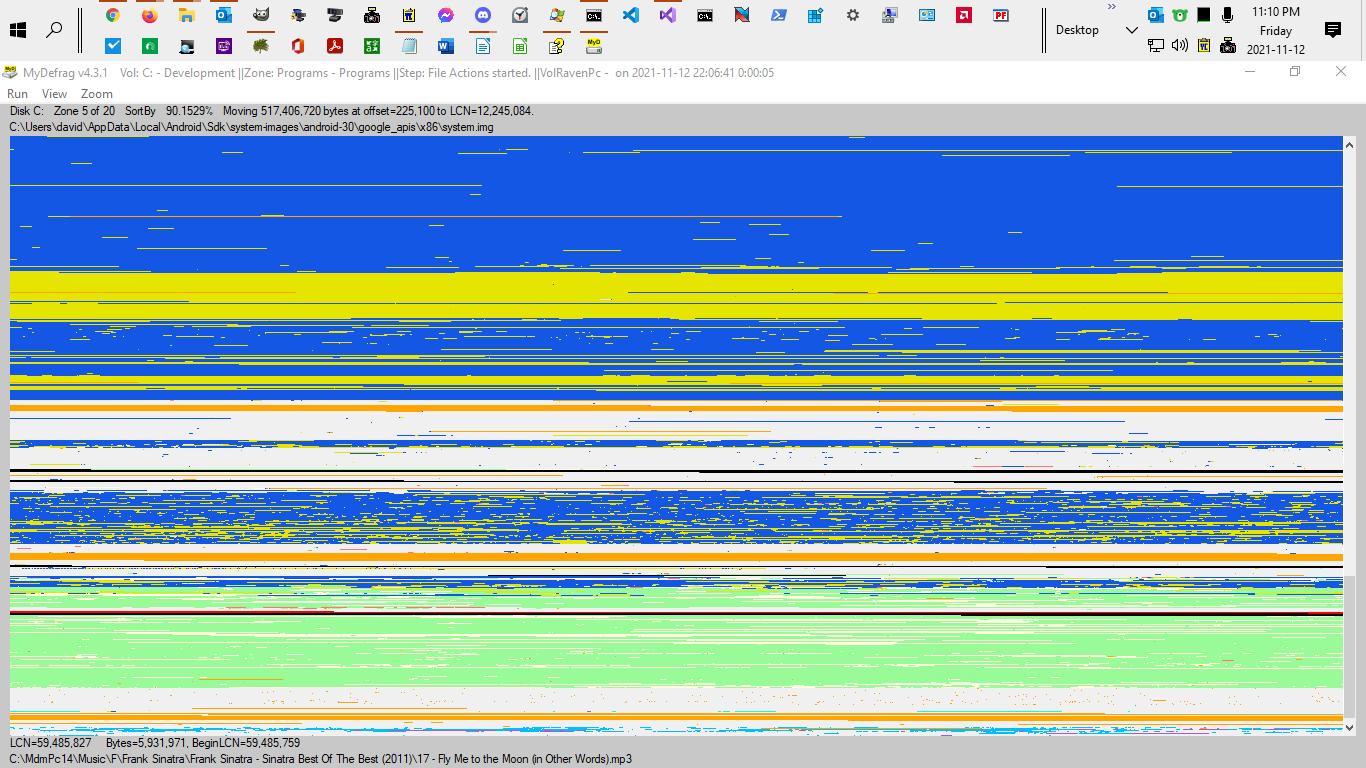 11:10 PM
Desktop
Friday
2021-11-12
MyDefrag v4.3.1 Vol: C: - Development ||Zone: Programs - Programs ||Step: File Actions started. ||VolRavenPc - on 2021-11-12 22:06:41 0:00:05
Run View Zoom
Disk C: Zone 5 of 20 SortBy 90.1529% Moving 517,406,720 bytes at offset=225,100 to LCN=12,245,084.
C:\Users\david\AppData\Local\Android\Sdk\system-images\android-30\google_apis\x86\system.img
LCN=59,485,827 Bytes=5,931,971, BeginLCN=59,485,759
C:\MdmPc14\Music\F\Frank Sinatra\Frank Sinatra - Sinatra Best Of The Best (2011)\17 - Fly Me to the Moon (in Other Words).mp3